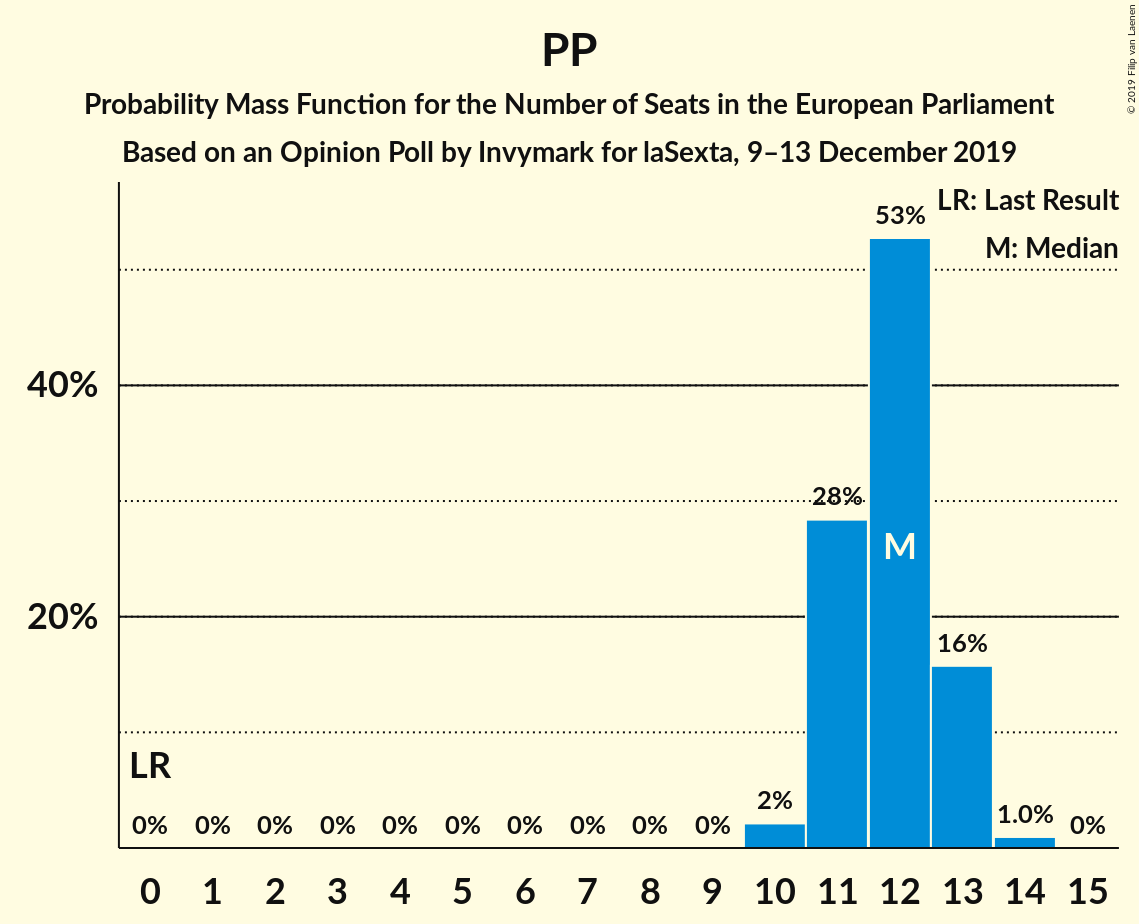 PP
Probability Mass Function for the Number of Seats in the European Parliament
Based on an Opinion Poll by Invymark for laSexta, 9–13 December 2019
© 2019 Filip van Laenen
LR: Last Result
M: Median
53%
40%
28%
M
20%
16%
LR
0% 0% 0% 0% 0% 0% 0% 0% 0% 0% 2% 1.0% 0%
0 1 2 3 4 5 6 7 8 9 10 11 12 13 14 15